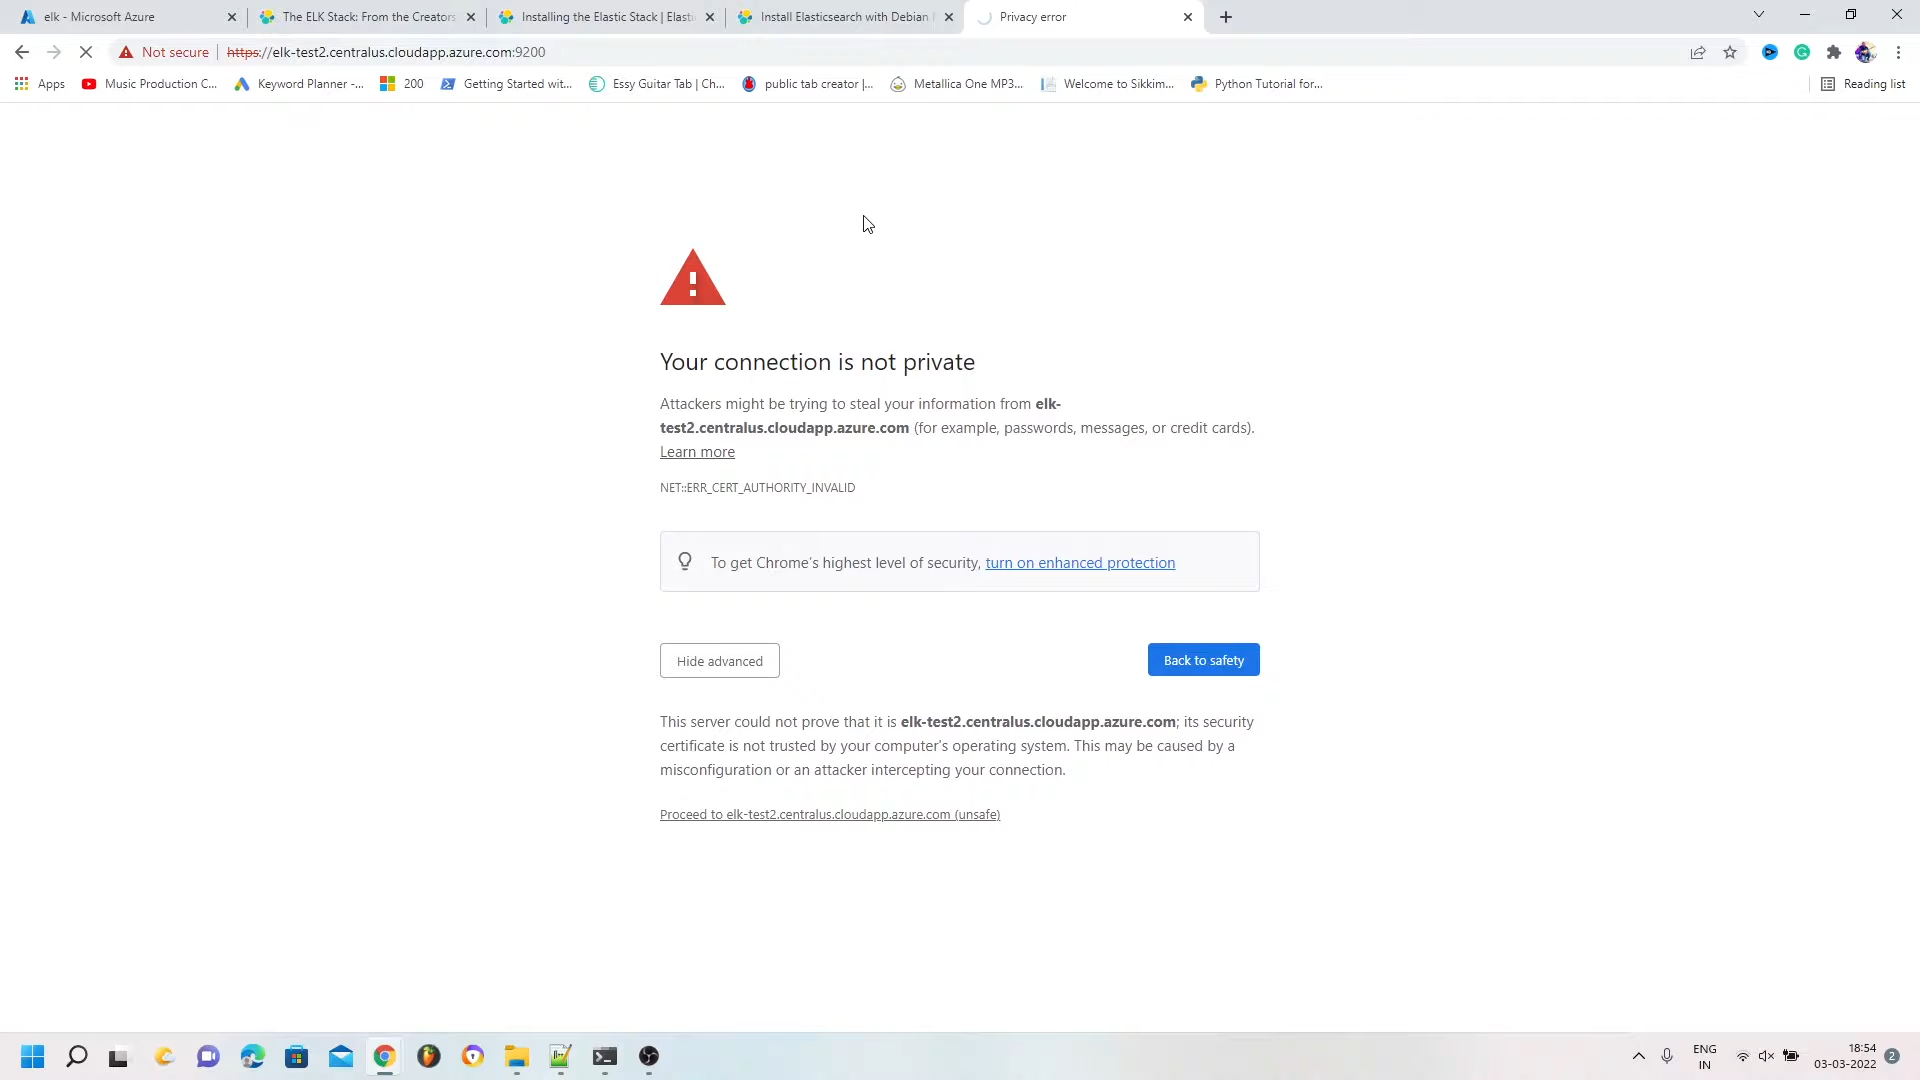 elk - Microsoft Azure
The ELK Stack: From the Creators
Installing the Elastic Stack | Elasti
Install Elasticsearch with Debian
Privacy error
Not secure
https://elk-test2.centralus.cloudapp.azure.com:9200
Apps
Music Production C...
Keyword Planner -...
200
Getting Started wit...
Essy Guitar Tab | Ch...
public tab creator |...
Metallica One MP3...
Welcome to Sikkim...
Python Tutorial for...
Reading list
Your connection is not private
Attackers might be trying to steal your information from elk-
test2.centralus.cloudapp.azure.com (for example, passwords, messages, or credit cards).
Learn more
NET::ERR_CERT_AUTHORITY_INVALID
To get Chrome's highest level of security, turn on enhanced protection
Hide advanced
Back to safety
This server could not prove that it is elk-test2.centralus.cloudapp.azure.com; its security
certificate is not trusted by your computer's operating system. This may be caused by a
misconfiguration or an attacker intercepting your connection.
Proceed to elk-test2.centralus.cloudapp.azure.com (unsafe)
ENG
IN
18:54
03-03-2022
2